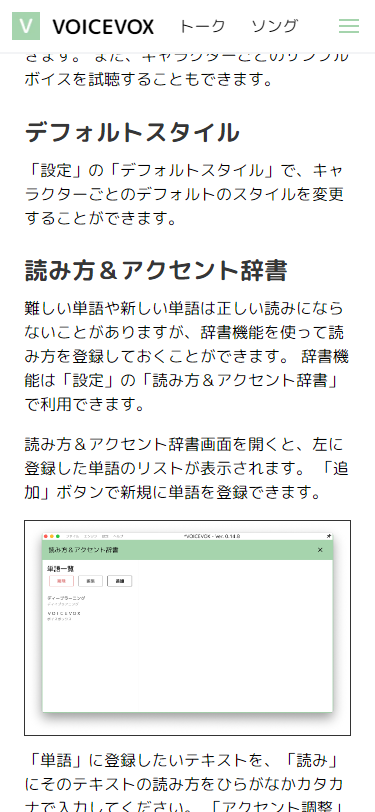 V VOICEVOX トーク ソング
きます。 また、キャラクターごとのサンプル
ボイスを試聴することもできます。
デフォルトスタイル
「設定」の「デフォルトスタイル」で、キャ
ラクターごとのデフォルトのスタイルを変更
することができます。
読み方＆アクセント辞書
難しい単語や新しい単語は正しい読みになら
ないことがありますが、辞書機能を使って読
み方を登録しておくことができます。 辞書機
能は「設定」の「読み方＆アクセント辞書」
で利用できます。
読み方＆アクセント辞書画面を開くと、左に
登録した単語のリストが表示されます。 「追
加」ボタンで新規に単語を登録できます。
*VOICEVOX - Ver. 0.14.8
読み方＆アクセント辞書
単語一覧
ディープラーニング
ＶＯＩＣＥＶＯＸ
「単語」に登録したいテキストを、「読み」
にそのテキストの読み方をひらがなかカタカ
ナで入力してください。 「アクセント調整」